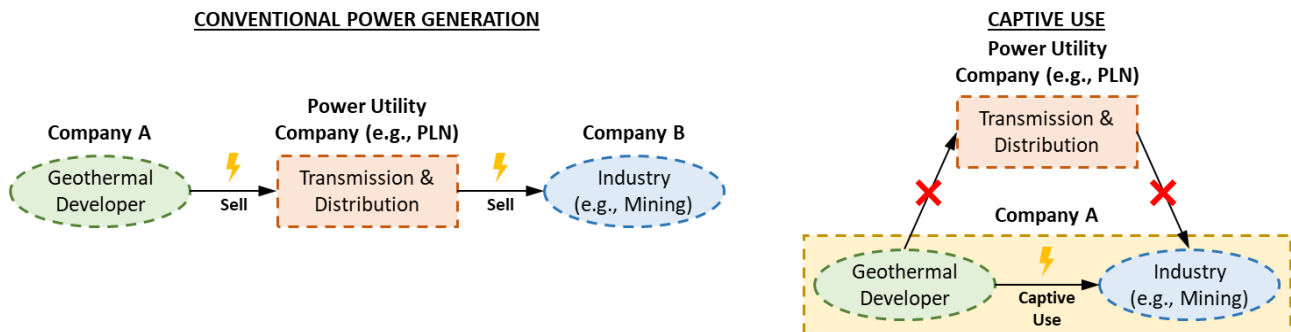 CONVENTIONAL POWER GENERATION
Company A
Geothermal
Developer
Sell
Power Utility
Company (e.g., PLN)
Transmission &
Distribution
Sell
Company B
Industry
(e.g., Mining)
CAPTIVE USE
Power Utility
Company (e.g., PLN)
Transmission &
Distribution
Company A
Geothermal
Developer
Captive
Use
Industry
(e.g., Mining)